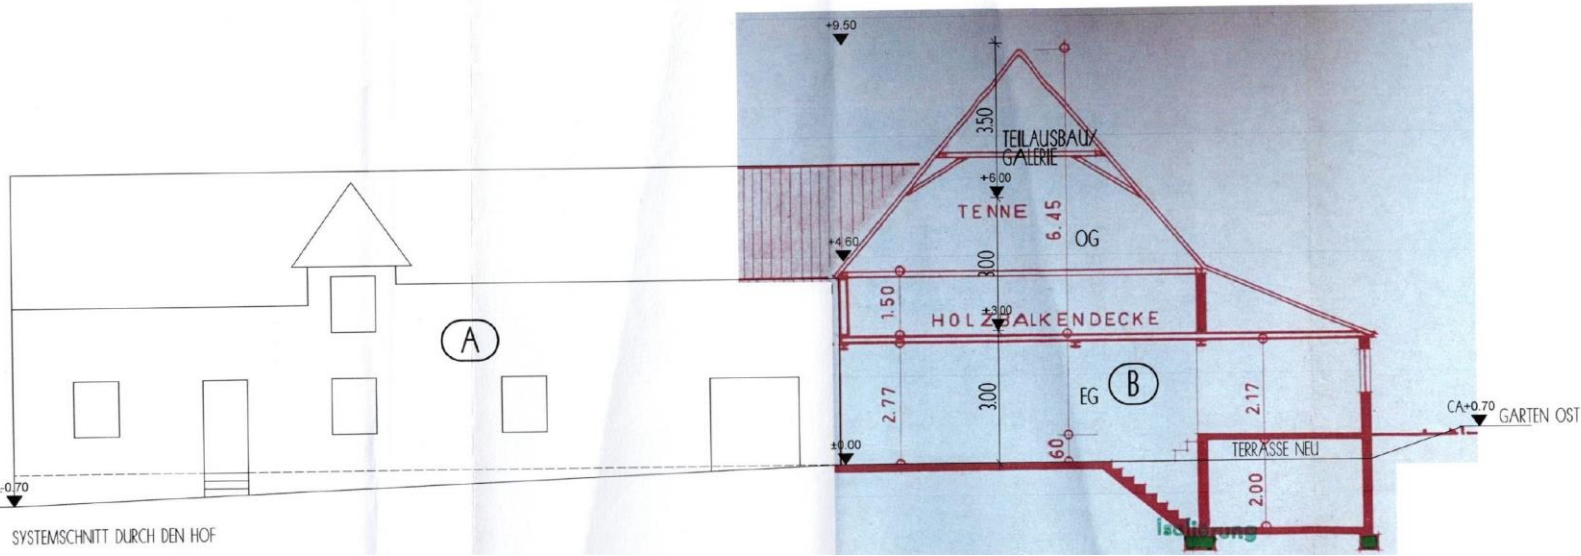 +9.50
3.50
TEILAUSBAU/
GALERIE
+6.00
TENNE
6.45
OG
+4.60
3.00
1.50
+3.00
HOLZBALKENDECKE
2.77
3.00
EG
B
2.17
A
CA+0.70 GARTEN OST
±0.00
60
TERRASSE NEU
2.00
-0.70
Isolierung
SYSTEMSCHNITT DURCH DEN HOF